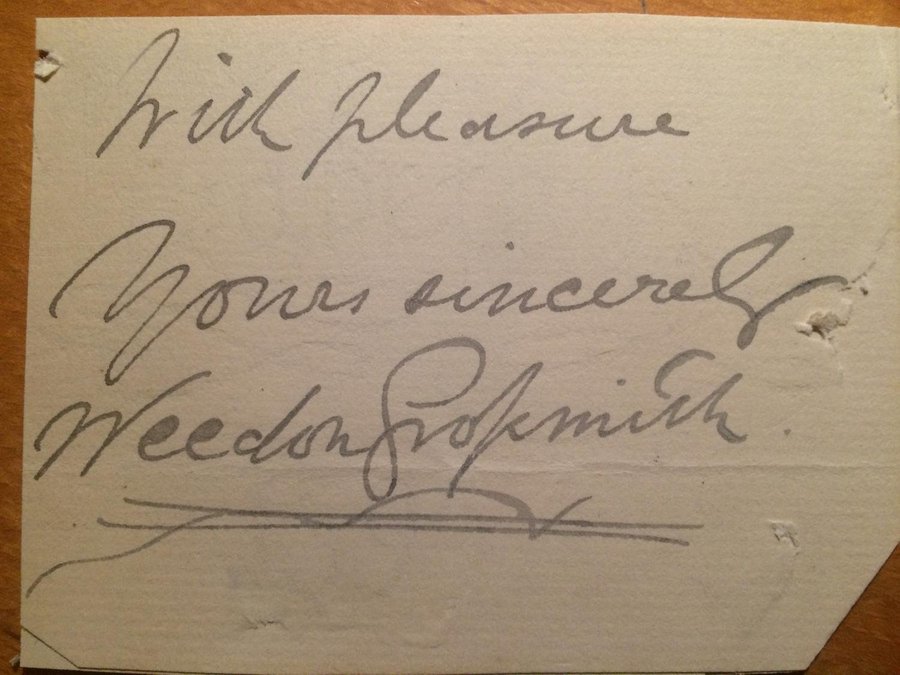 With pleasure
Yours sincerely
Weedon Grossmith.